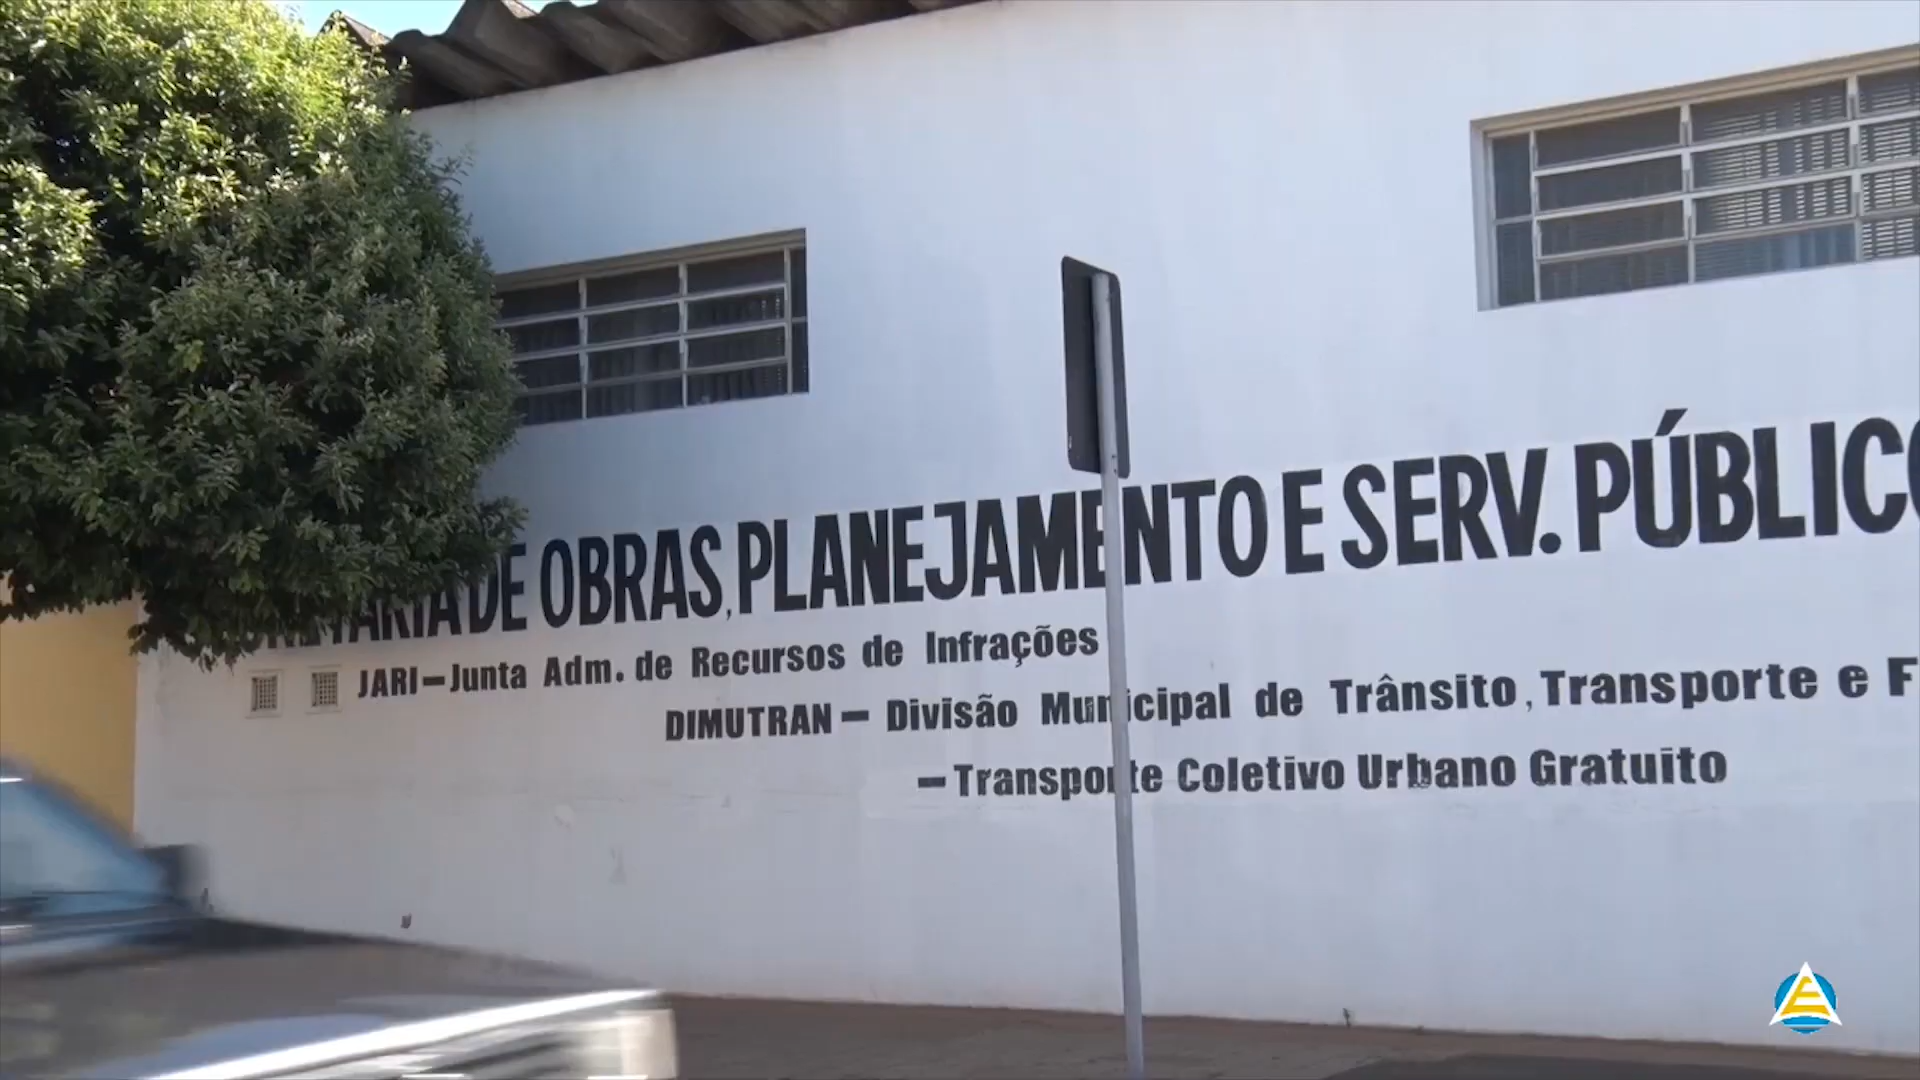 DE OBRAS, PLANEJAMENTO E SERV. PÚBLICO
JARI-Junta Adm. de Recursos de Infrações
DIMUTRAN - Divisão Municipal de Trânsito, Transporte e F
- Transporte Coletivo Urbano Gratuito